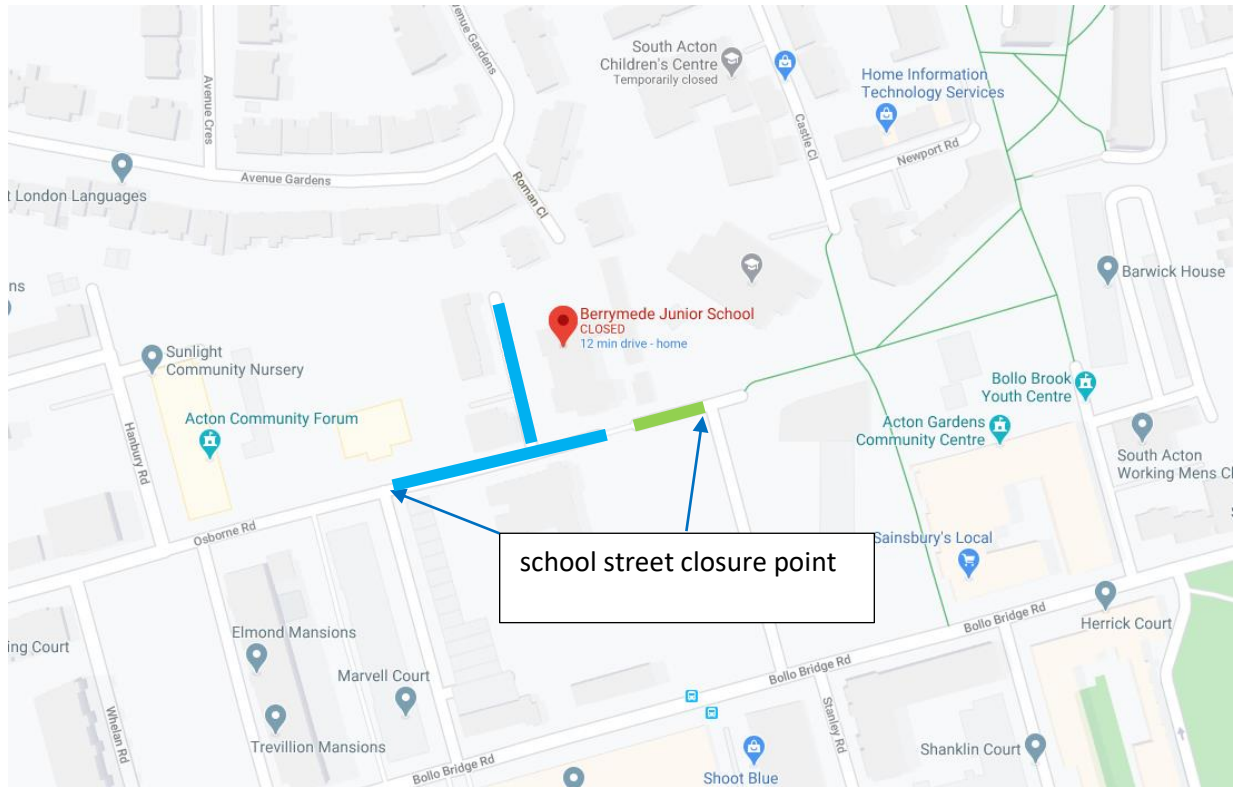 Avenue Gardens
South Acton
Children's Centre
Temporarily closed
Home Information
Technology Services
Avenue Cres
Castle Cl
Newport Rd
Avenue Gardens
t London Languages
Roman Cl
Barwick House
ns
Berrymede Junior School
CLOSED
12 min drive - home
Sunlight
Community Nursery
Bollo Brook
Youth Centre
Acton Community Forum
Acton Gardens
Community Centre
Hanbury Rd
South Acton
Working Mens Cl
Osborne Rd
school street closure point
Sainsbury's Local
Bollo Bridge Rd
Herrick Court
Elmond Mansions
ing Court
Marvell Court
Bollo Bridge Rd
Whelan Rd
Stanley Rd
Trevillion Mansions
Shanklin Court
Bollo Bridge Rd
Shoot Blue